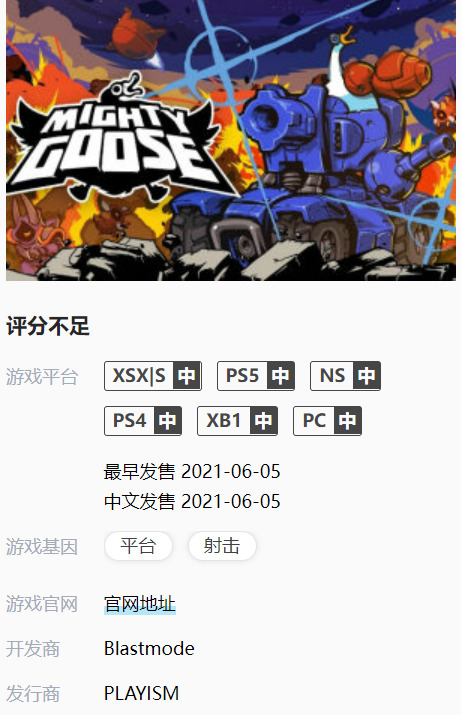 MIGHTY
GOOSE
评分不足
游戏平台 XSX|S 中 PS5 中 NS 中
PS4 中 XB1 中 PC 中
最早发售 2021-06-05
中文发售 2021-06-05
游戏基因 平台 射击
游戏官网 官网地址
开发商 Blastmode
发行商 PLAYISM